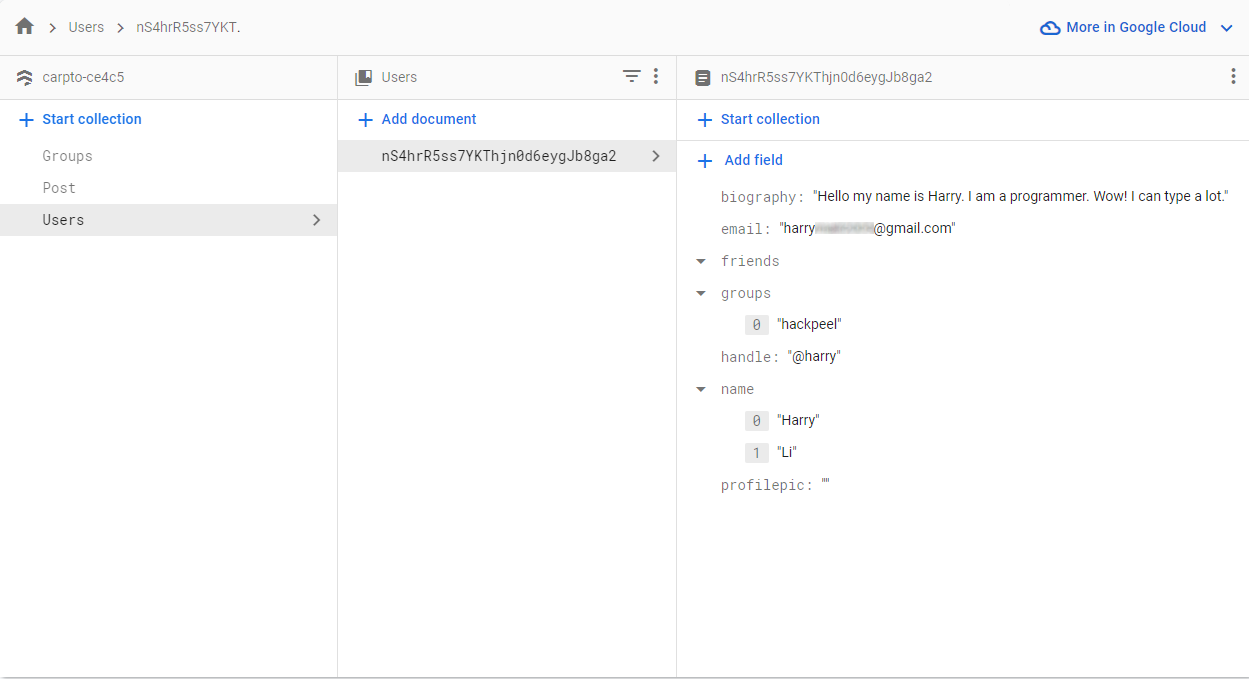 Users nS4hrR5ss7YKT. More in Google Cloud
carpto-ce4c5
Start collection
Groups
Post
Users
Users
Add document
nS4hrR5ss7YKThjn0d6eygJb8ga2
nS4hrR5ss7YKThjn0d6eygJb8ga2
Start collection
Add field
biography: "Hello my name is Harry. I am a programmer. Wow! I can type a lot."
email: "harry @gmail.com"
friends
groups
0 "hackpeel"
handle: "@harry"
name
0 "Harry"
1 "Li"
profilepic: ""